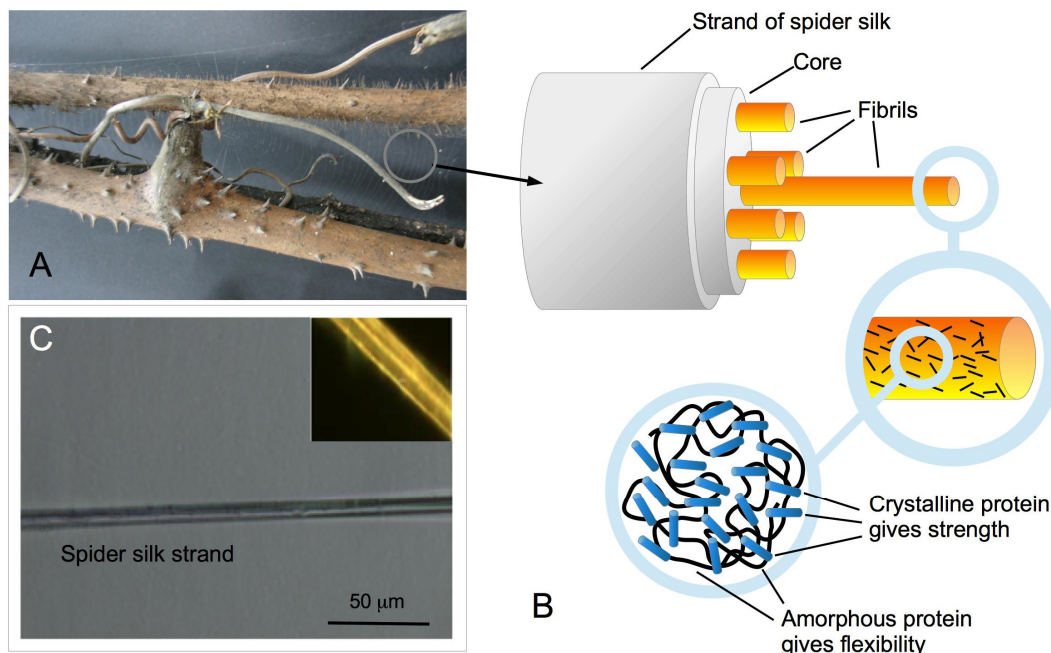 A
Strand of spider silk
Core
Fibrils
C
Spider silk strand
50 μm
B
Crystalline protein
gives strength
Amorphous protein
gives flexibility